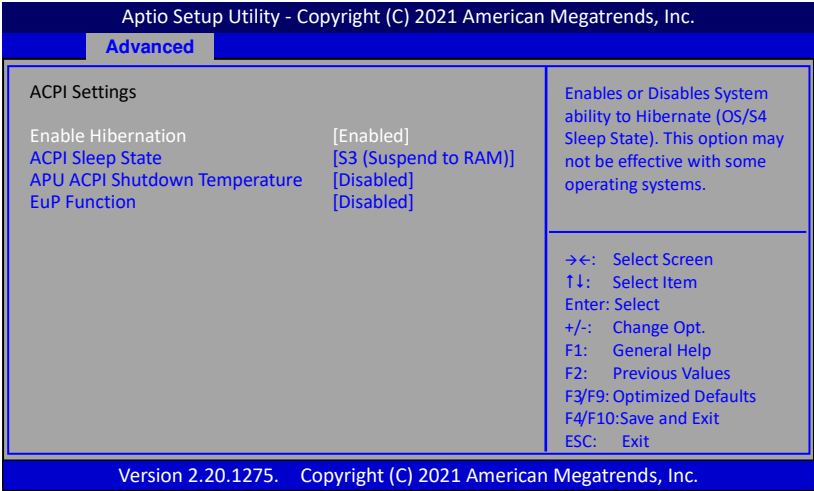 Aptio Setup Utility - Copyright (C) 2021 American Megatrends, Inc.
Advanced
ACPI Settings
Enable Hibernation [Enabled]
ACPI Sleep State [S3 (Suspend to RAM)]
APU ACPI Shutdown Temperature [Disabled]
EuP Function [Disabled]
Enables or Disables System
ability to Hibernate (OS/S4
Sleep State). This option may
not be effective with some
operating systems.
→←: Select Screen
↑↓: Select Item
Enter: Select
+/-: Change Opt.
F1: General Help
F2: Previous Values
F3/F9: Optimized Defaults
F4/F10:Save and Exit
ESC: Exit
Version 2.20.1275. Copyright (C) 2021 American Megatrends, Inc.